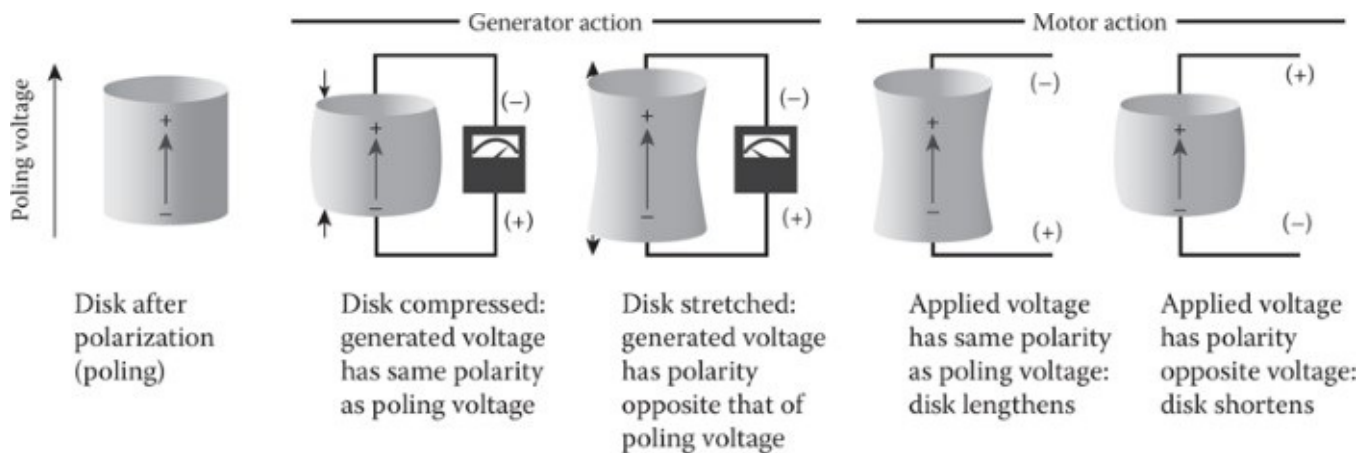 Generator action
Motor action
Poling voltage
+
−
+
−
(−)
(+)
+
−
(−)
(+)
+
−
(−)
(+)
+
−
(+)
(−)
Disk after
polarization
(poling)
Disk compressed:
generated voltage
has same polarity
as poling voltage
Disk stretched:
generated voltage
has polarity
opposite that of
poling voltage
Applied voltage
has same polarity
as poling voltage:
disk lengthens
Applied voltage
has polarity
opposite voltage:
disk shortens